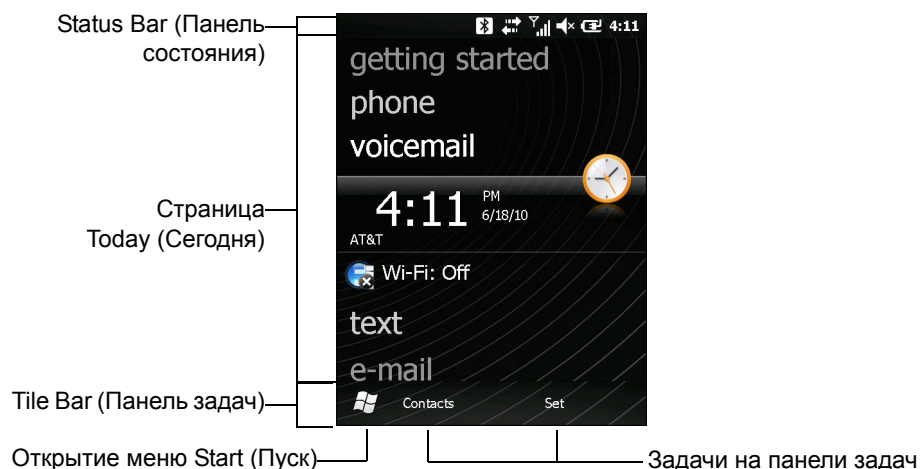 Status Bar (Панель
состояния)
4:11
getting started
phone
voicemail
Страница
Today (Сегодня)
4:11 PM
6/18/10
AT&T
Wi-Fi: Off
text
e-mail
Tile Bar (Панель задач)
Contacts Set
Открытие меню Start (Пуск)
Задачи на панели задач